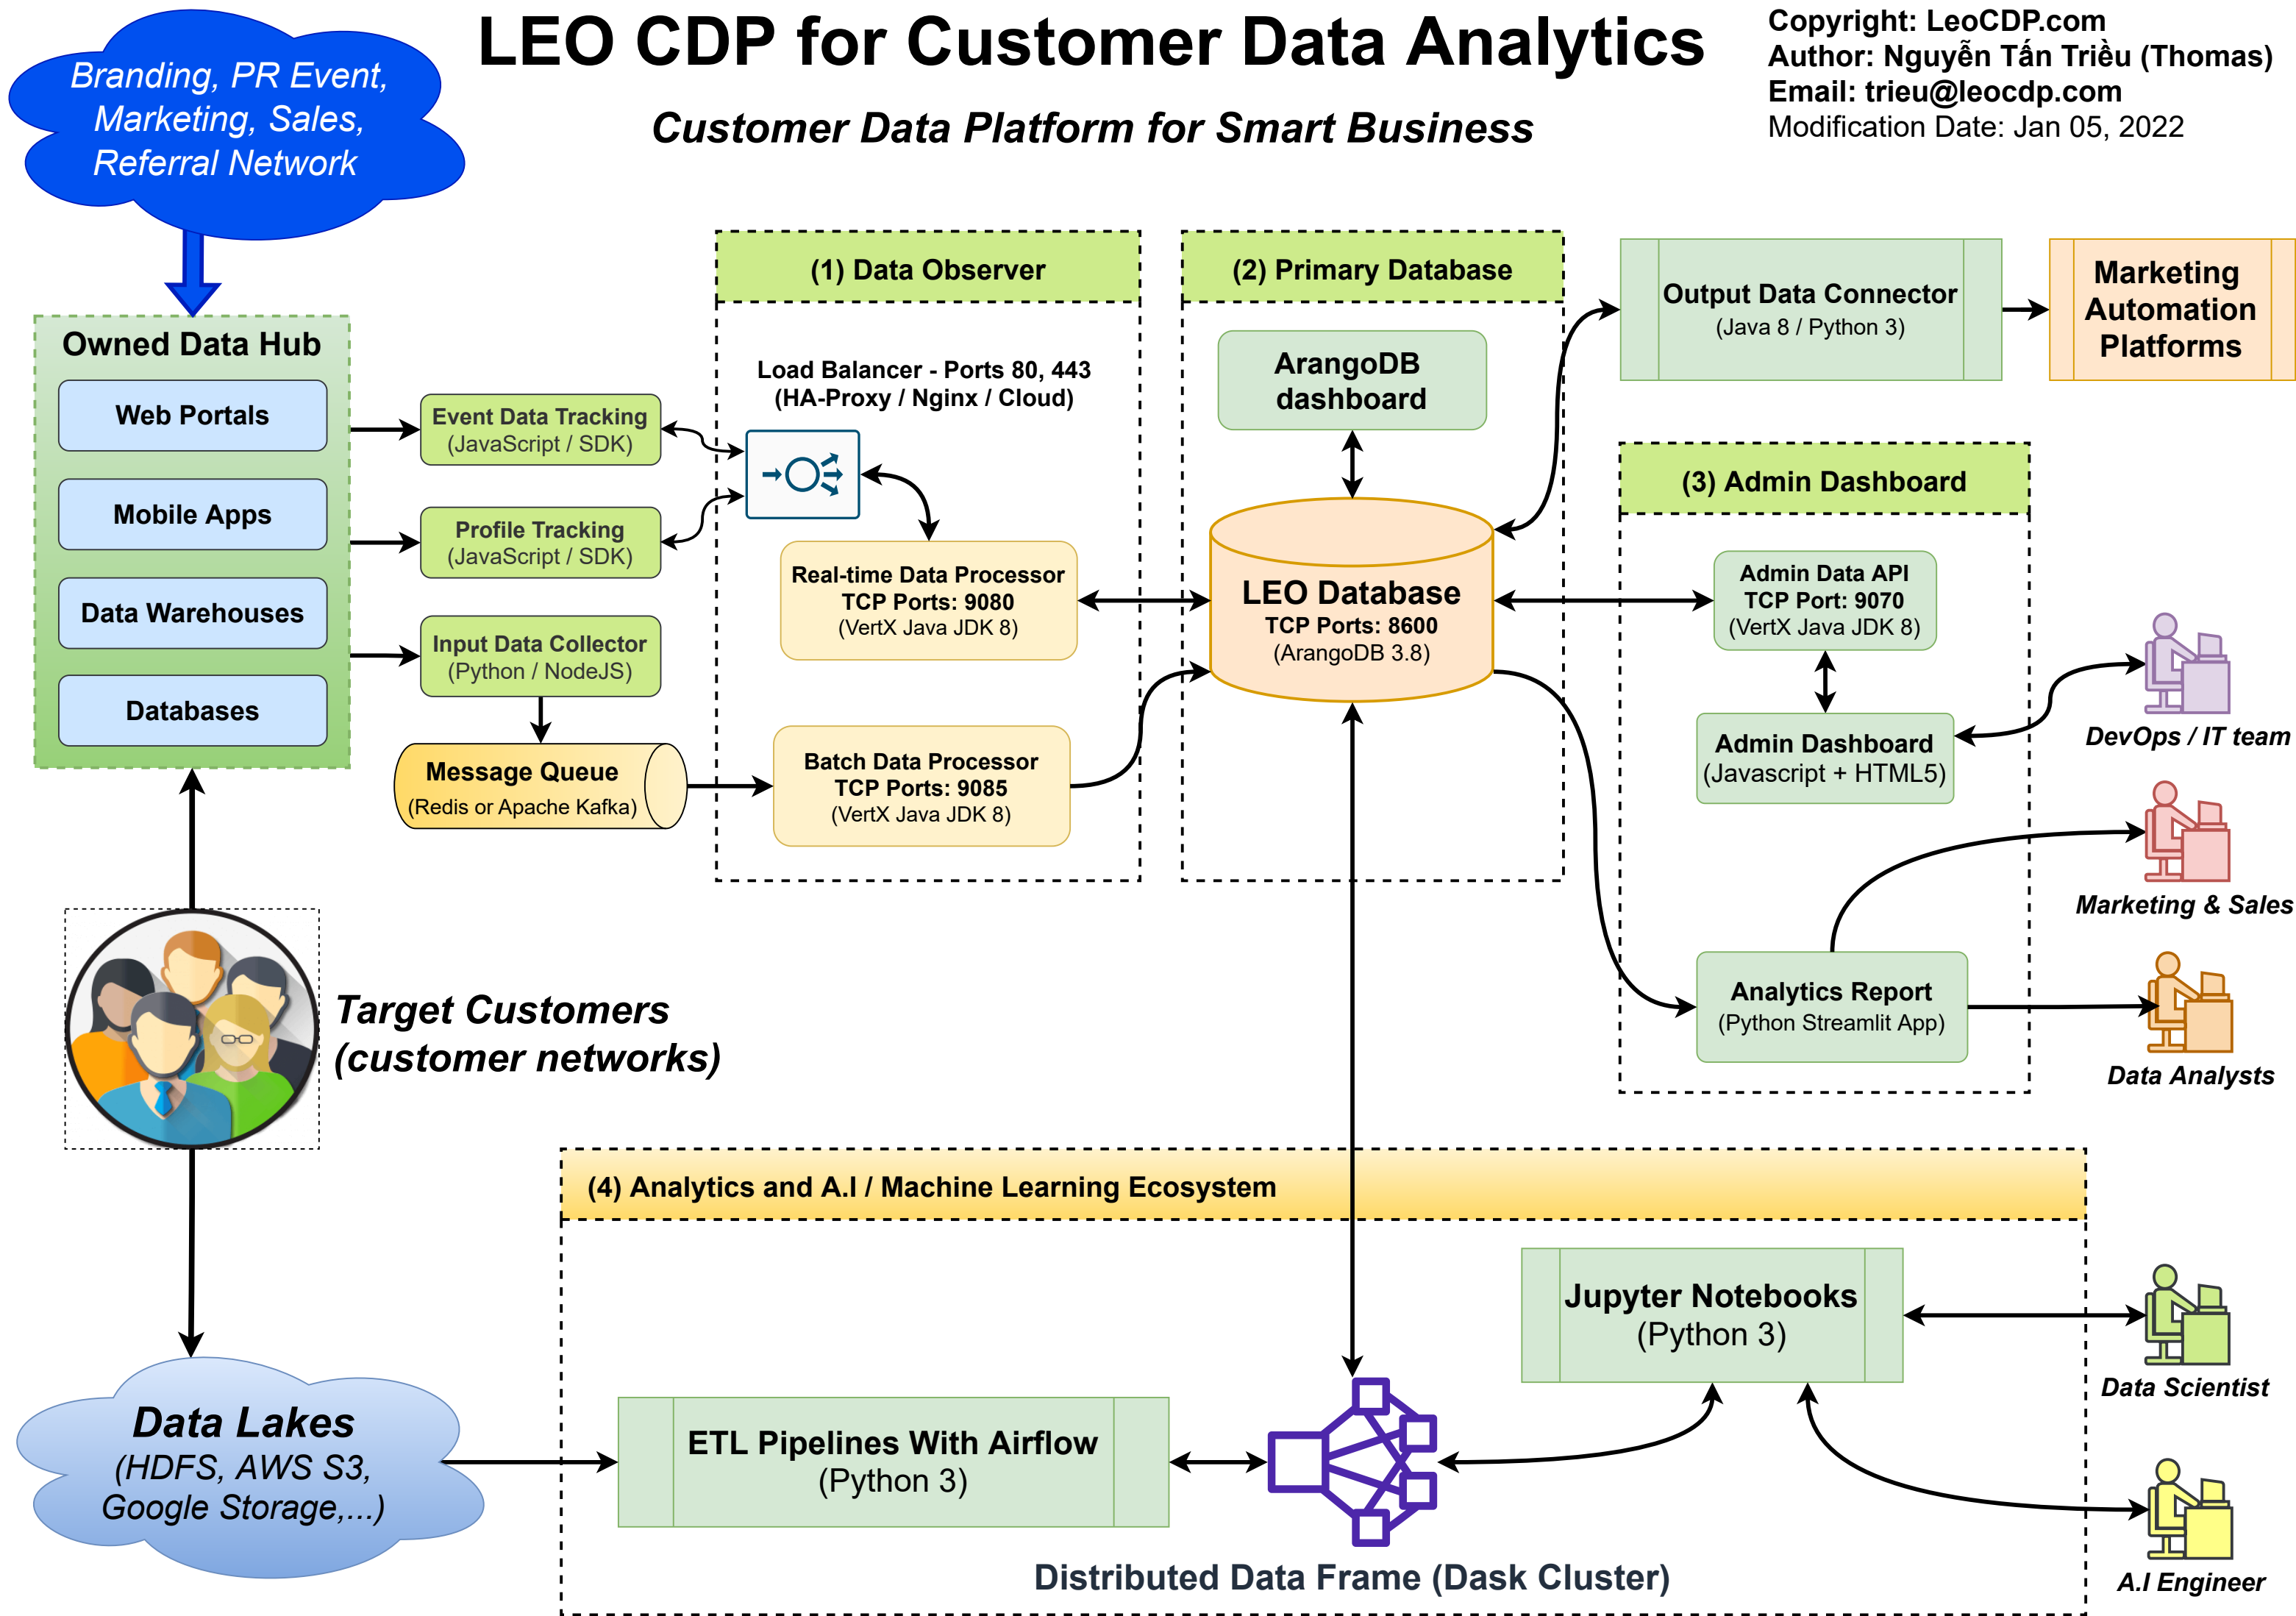 LEO CDP for Customer Data Analytics
Customer Data Platform for Smart Business
Copyright: LeoCDP.com
Author: Nguyễn Tấn Triều (Thomas)
Email: trieu@leocdp.com
Modification Date: Jan 05, 2022
Branding, PR Event,
Marketing, Sales,
Referral Network
Owned Data Hub
Web Portals
Mobile Apps
Data Warehouses
Databases
Event Data Tracking
(JavaScript / SDK)
Profile Tracking
(JavaScript / SDK)
Input Data Collector
(Python / NodeJS)
Message Queue
(Redis or Apache Kafka)
(1) Data Observer
Load Balancer - Ports 80, 443
(HA-Proxy / Nginx / Cloud)
Real-time Data Processor
TCP Ports: 9080
(VertX Java JDK 8)
Batch Data Processor
TCP Ports: 9085
(VertX Java JDK 8)
(2) Primary Database
ArangoDB
dashboard
LEO Database
TCP Ports: 8600
(ArangoDB 3.8)
Output Data Connector
(Java 8 / Python 3)
Marketing
Automation
Platforms
(3) Admin Dashboard
Admin Data API
TCP Port: 9070
(VertX Java JDK 8)
Admin Dashboard
(Javascript + HTML5)
Analytics Report
(Python Streamlit App)
DevOps / IT team
Marketing & Sales
Data Analysts
Target Customers
(customer networks)
Data Lakes
(HDFS, AWS S3,
Google Storage,...)
(4) Analytics and A.I / Machine Learning Ecosystem
ETL Pipelines With Airflow
(Python 3)
Distributed Data Frame (Dask Cluster)
Jupyter Notebooks
(Python 3)
Data Scientist
A.I Engineer